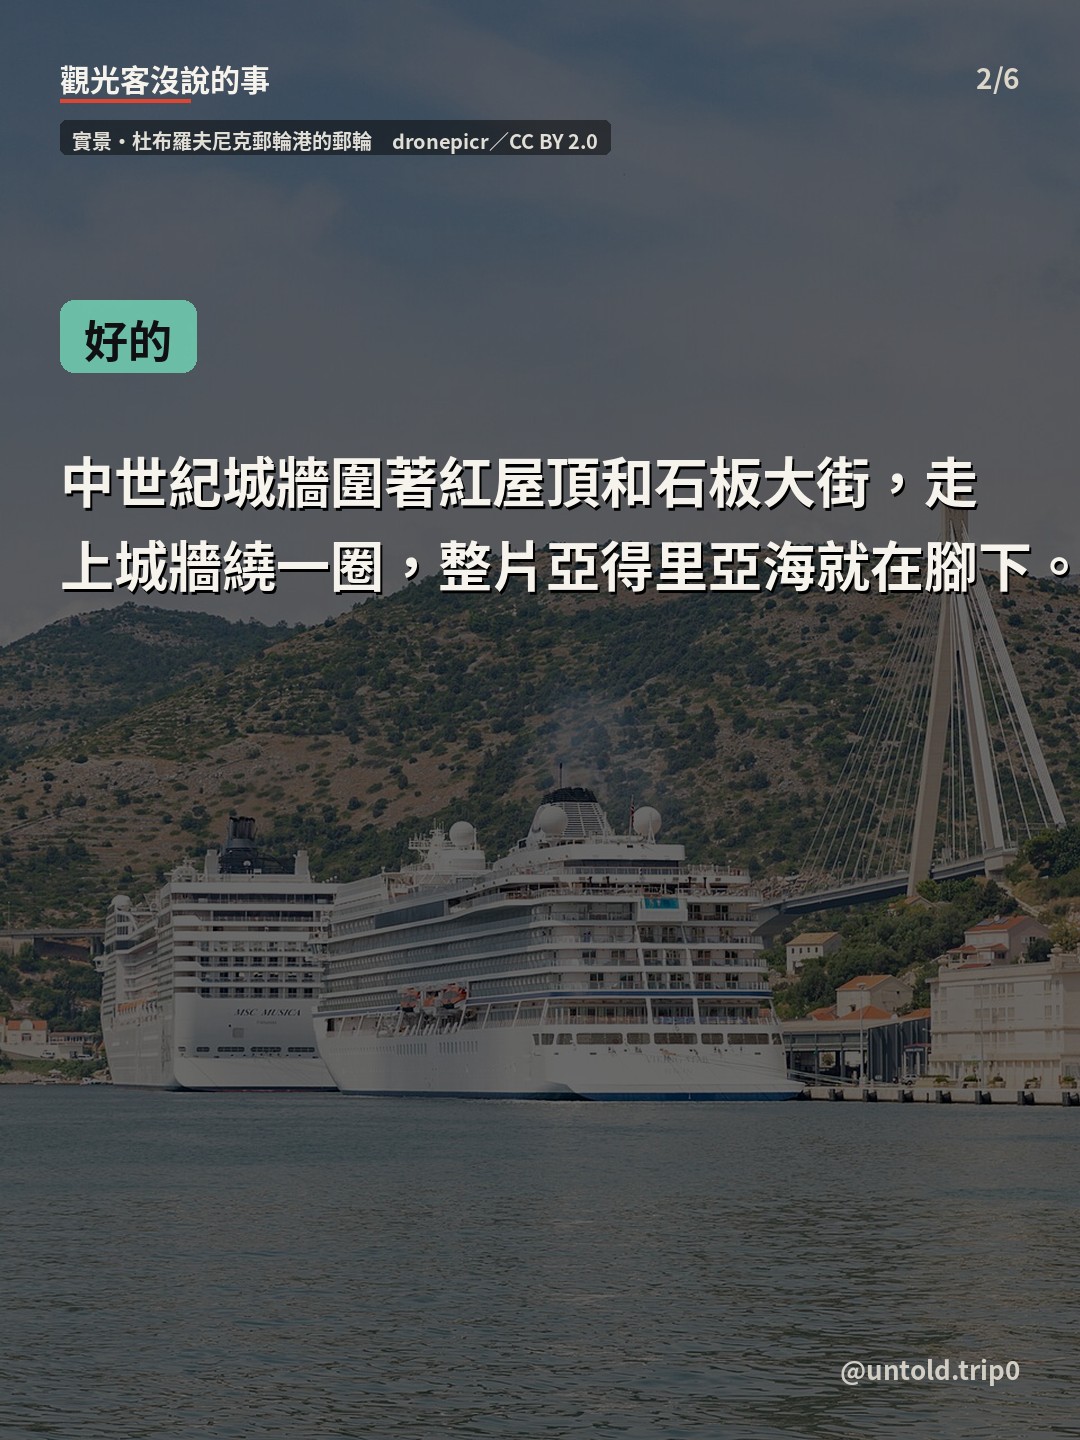 觀光客沒說的事
2/6
實景・杜布羅夫尼克郵輪港的郵輪　dronepicr／CC BY 2.0
好的
中世紀城牆圍著紅屋頂和石板大街，走
上城牆繞一圈，整片亞得里亞海就在腳下。
MSC MUSICA
@untold.trip0